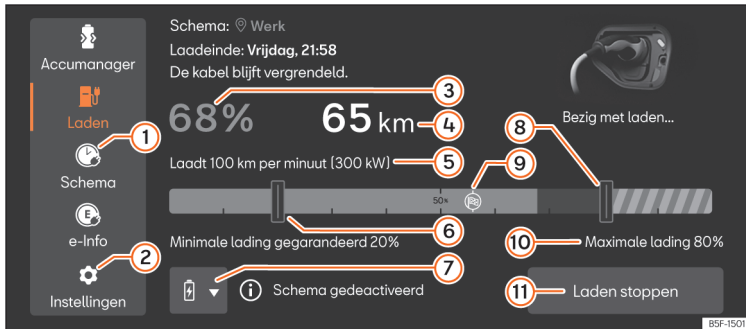 Accumanager
Laden
1
Schema
E
e-Info
2
Instellingen
Schema: Werk
Laadeinde: Vrijdag, 21:58
De kabel blijft vergrendeld.
68% 3
65 km 4
Laadt 100 km per minuut (300 kW) 5
Bezig met laden...
8
9
50%
6
Minimale lading gegarandeerd 20%
10 Maximale lading 80%
7
i Schema gedeactiveerd
11 Laden stoppen
B5F-1501